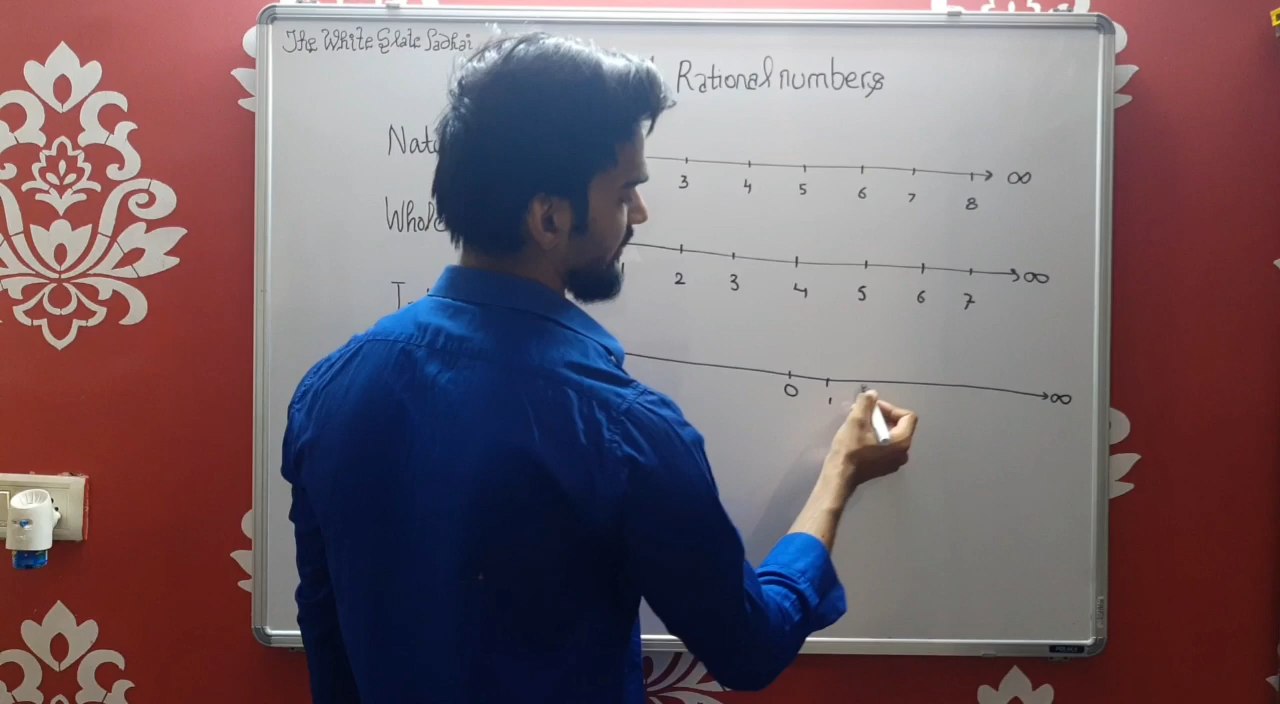 The White Slate Padhai
Rational numbers
3 4 5 6 7 8 ∞
Whole
2 3 4 5 6 7 ∞
0 ∞